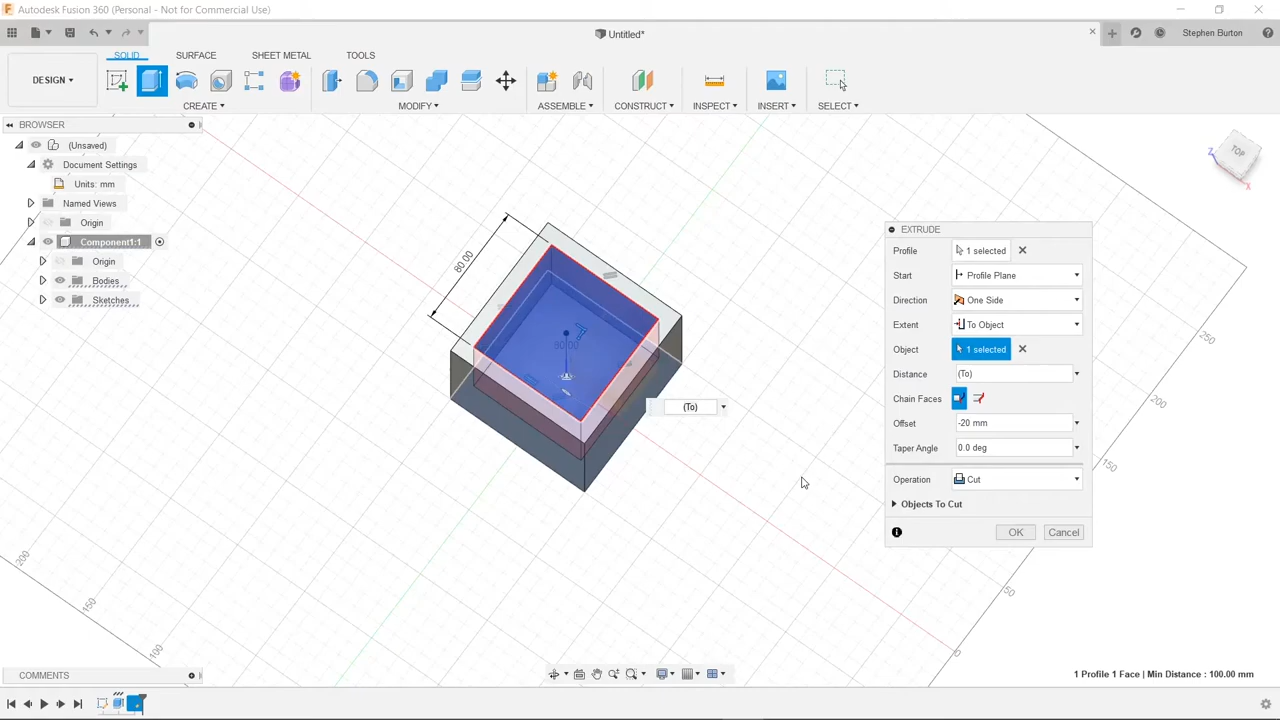 Autodesk Fusion 360 (Personal - Not for Commercial Use)
Untitled*
Stephen Burton
SOLID
SURFACE
SHEET METAL
TOOLS
DESIGN
CREATE
MODIFY
ASSEMBLE
CONSTRUCT
INSPECT
INSERT
SELECT
BROWSER
(Unsaved)
Document Settings
Units: mm
Named Views
Origin
Component1:1
Origin
Bodies
Sketches
TOP
Z
X
80.00
80.00
(To)
250
200
150
50
0
200
150
100
EXTRUDE
Profile 1 selected
Start Profile Plane
Direction One Side
Extent To Object
Object 1 selected
Distance (To)
Chain Faces
Offset -20 mm
Taper Angle 0.0 deg
Operation Cut
Objects To Cut
OK Cancel
COMMENTS
1 Profile 1 Face | Min Distance : 100.00 mm